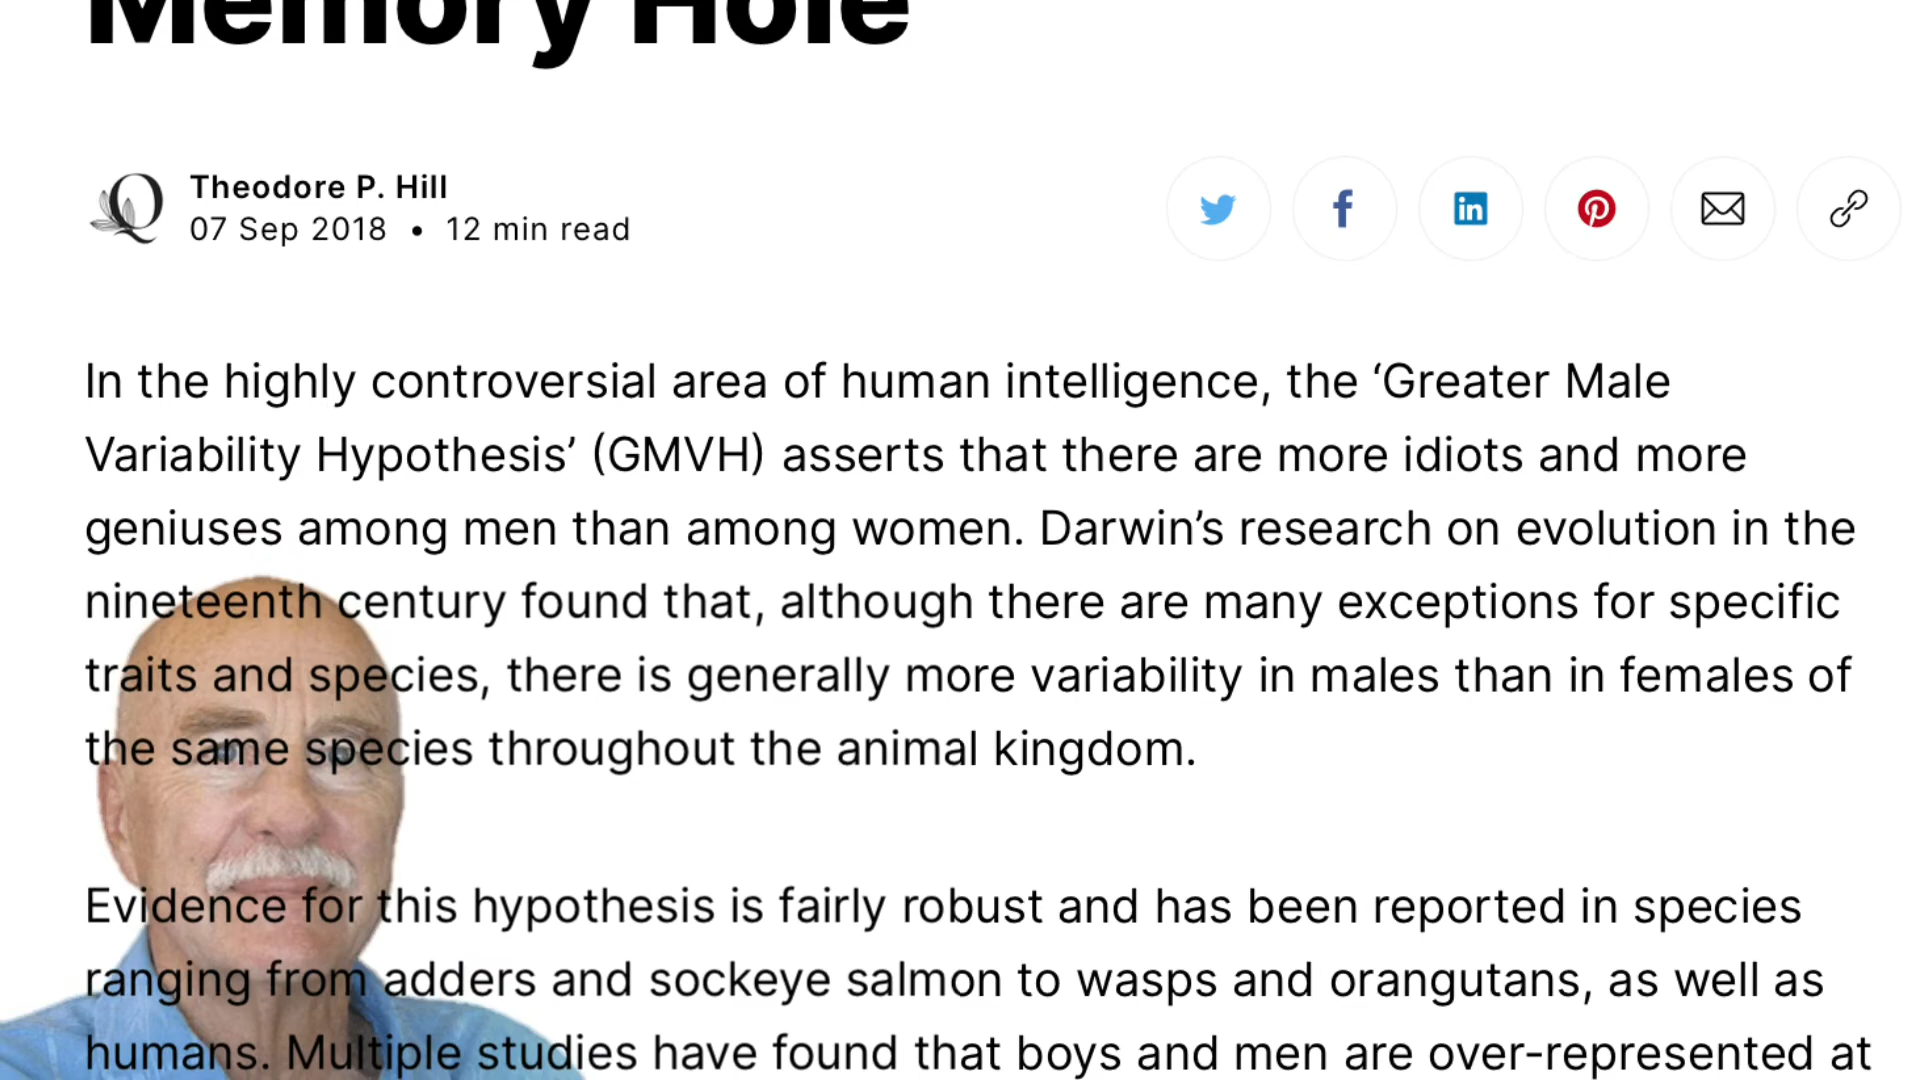 Memory Hole
Theodore P. Hill
07 Sep 2018 • 12 min read
In the highly controversial area of human intelligence, the ‘Greater Male
Variability Hypothesis’ (GMVH) asserts that there are more idiots and more
geniuses among men than among women. Darwin’s research on evolution in the
nineteenth century found that, although there are many exceptions for specific
traits and species, there is generally more variability in males than in females of
the same species throughout the animal kingdom.
Evidence for this hypothesis is fairly robust and has been reported in species
ranging from adders and sockeye salmon to wasps and orangutans, as well as
humans. Multiple studies have found that boys and men are over-represented at